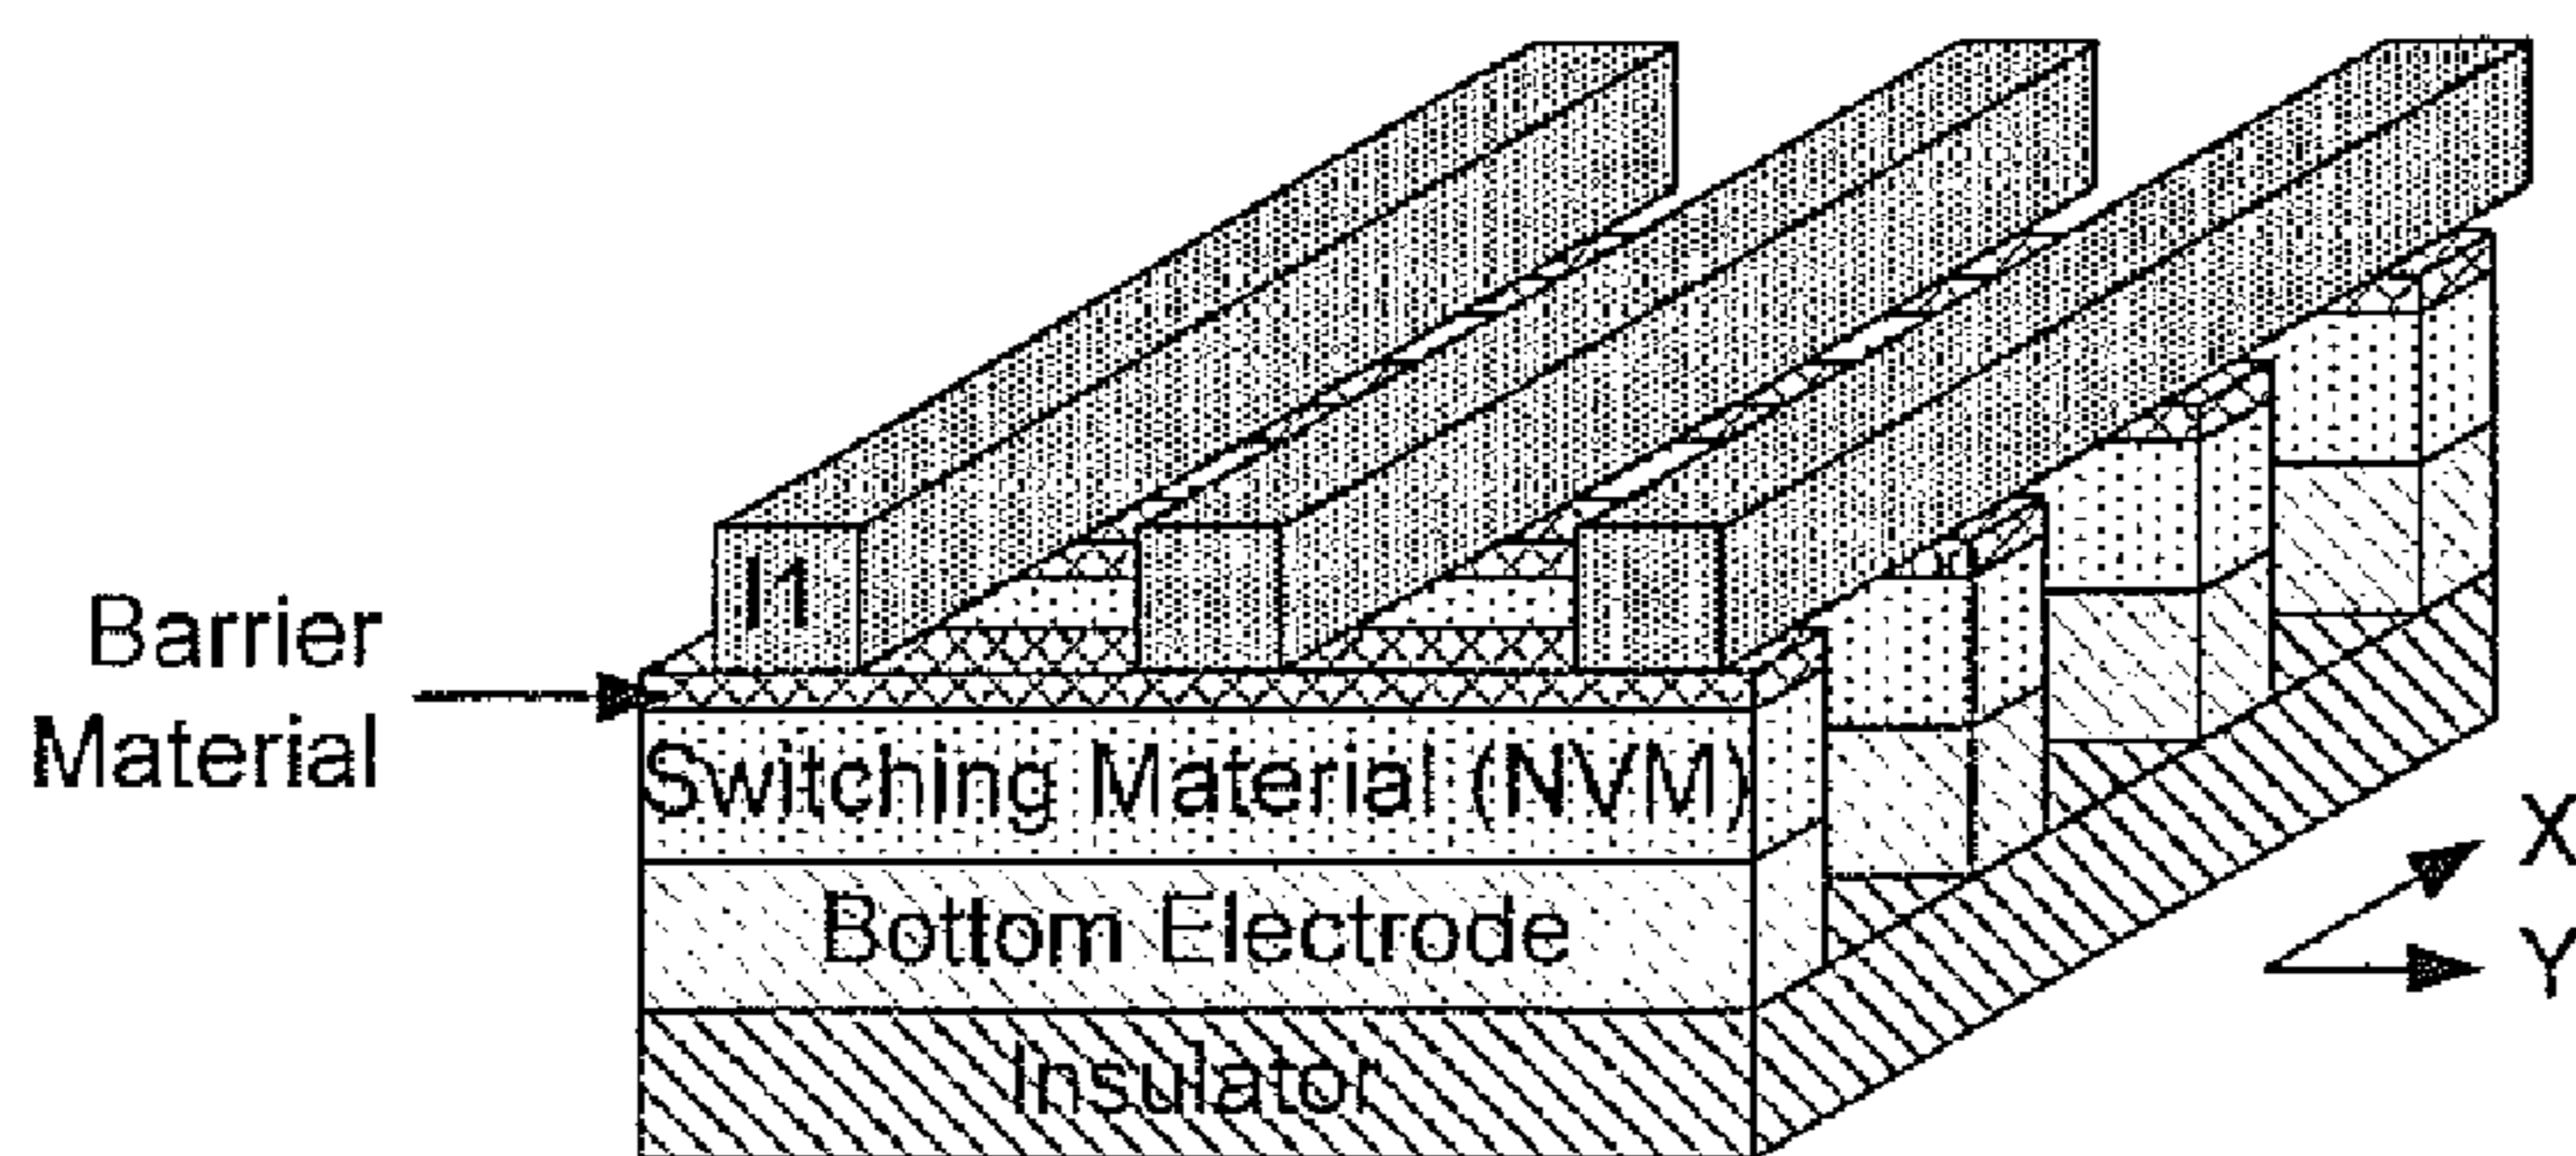 I1
Barrier
Material
Switching Material (NVM)
Bottom Electrode
Insulator
X
Y